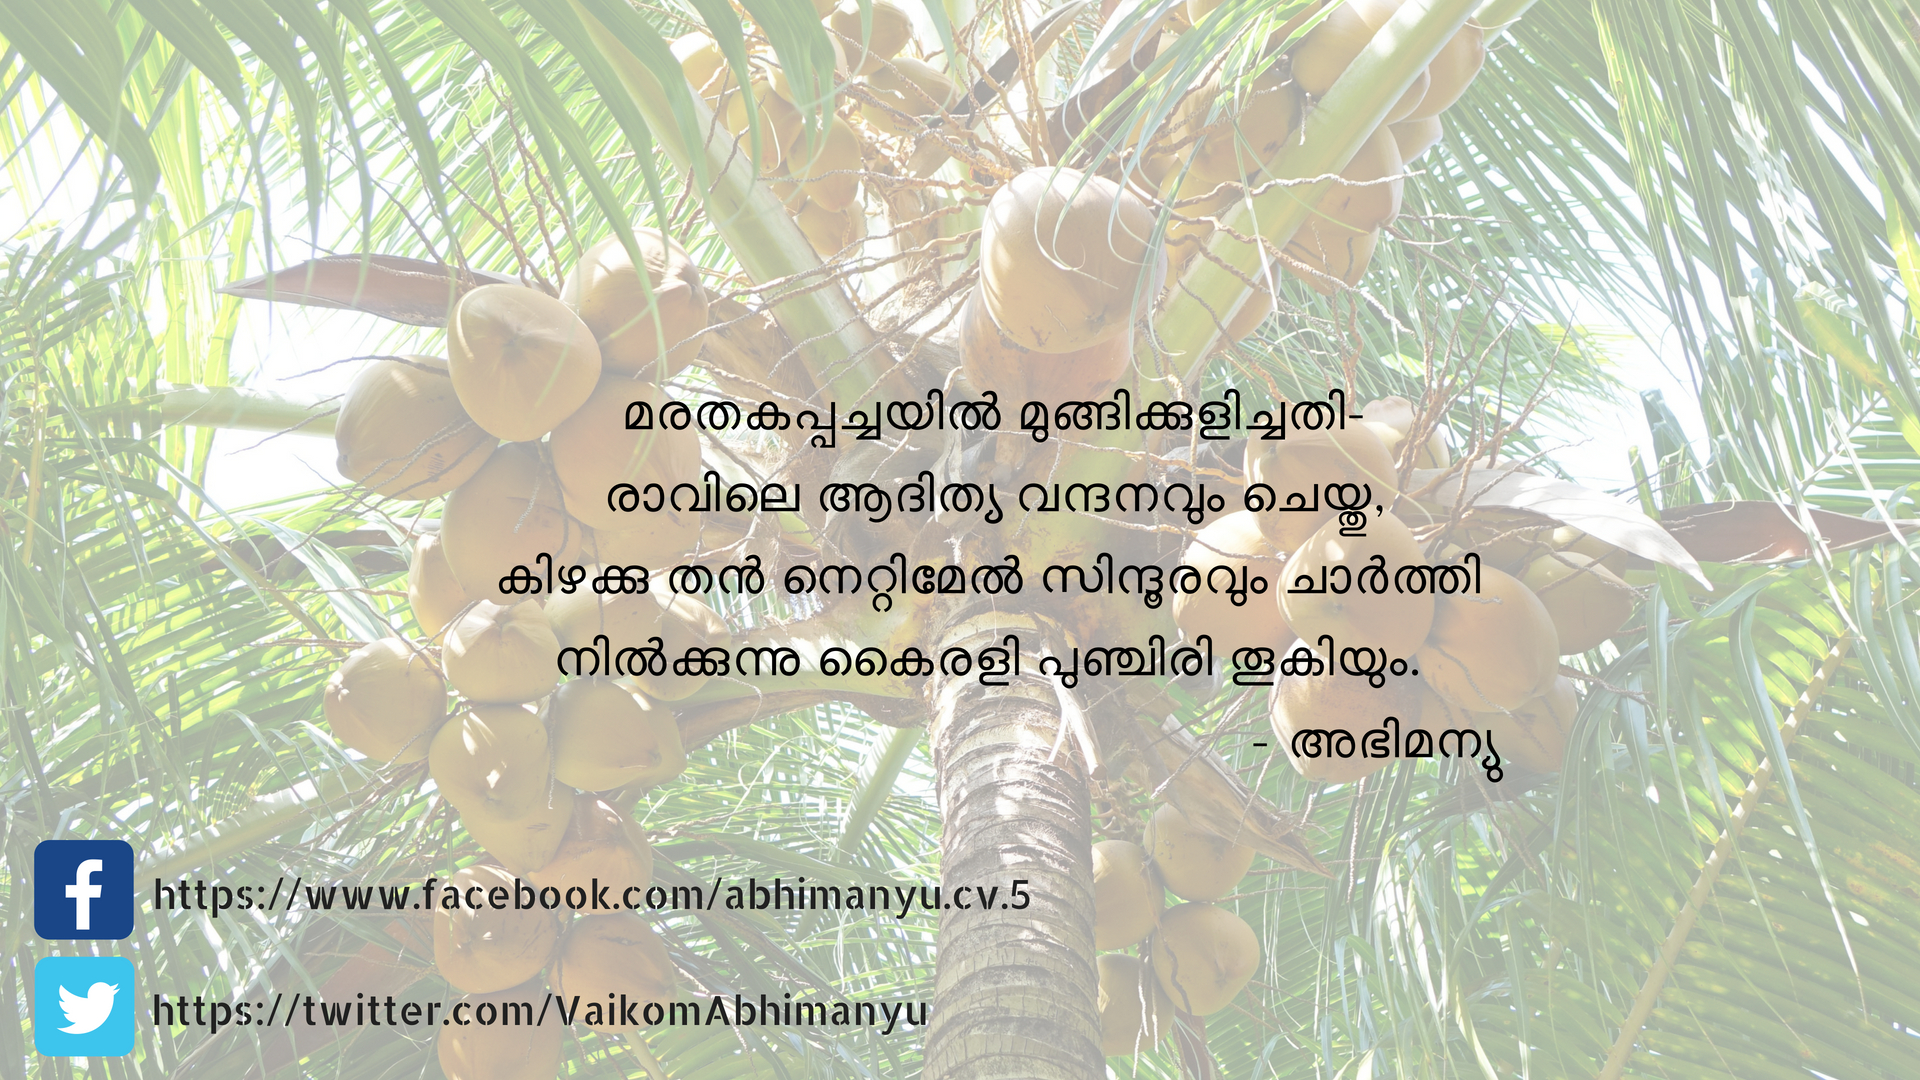 മരതകപ്പച്ചയിൽ മുങ്ങിക്കുളിച്ചതി-
രാവിലെ ആദിത്യ വന്ദനവും ചെയ്തു,
കിഴക്കു തൻ നെറ്റിമേൽ സിന്ദൂരവും ചാർത്തി
നിൽക്കുന്നു കൈരളി പുഞ്ചിരി തൂകിയും.
- അഭിമന്യു
https://www.facebook.com/abhimanyu.cv.5
https://twitter.com/VaikomAbhimanyu